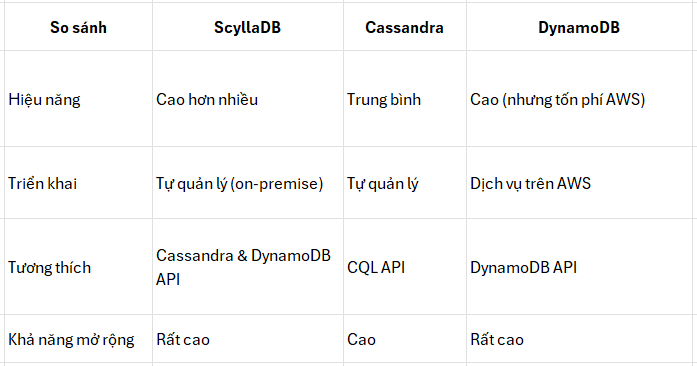 So sánh ScyllaDB Cassandra DynamoDB
Hiệu năng Cao hơn nhiều Trung bình Cao (nhưng tốn phí AWS)
Triển khai Tự quản lý (on-premise) Tự quản lý Dịch vụ trên AWS
Tương thích Cassandra & DynamoDB API CQL API DynamoDB API
Khả năng mở rộng Rất cao Cao Rất cao